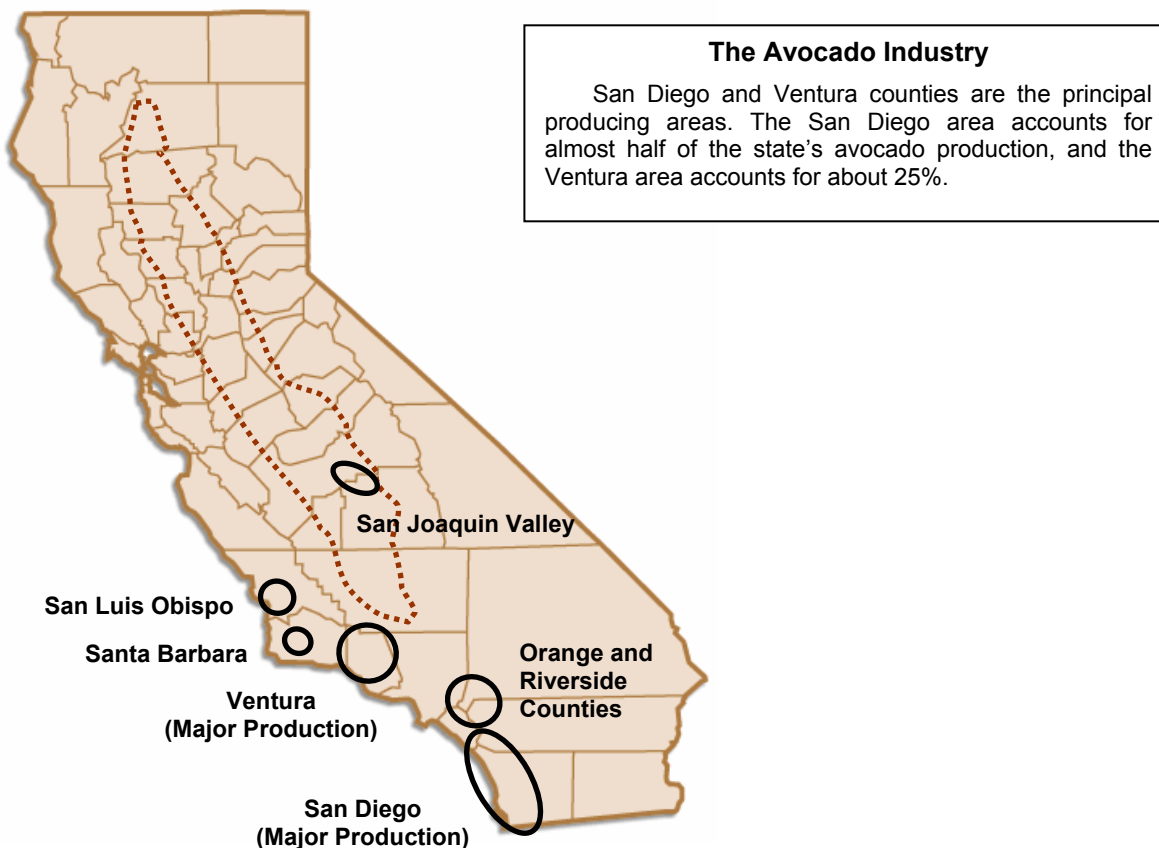 The Avocado Industry
San Diego and Ventura counties are the principal
producing areas. The San Diego area accounts for
almost half of the state's avocado production, and the
Ventura area accounts for about 25%.
San Joaquin Valley
San Luis Obispo
Santa Barbara
Ventura
(Major Production)
Orange and
Riverside
Counties
San Diego
(Major Production)